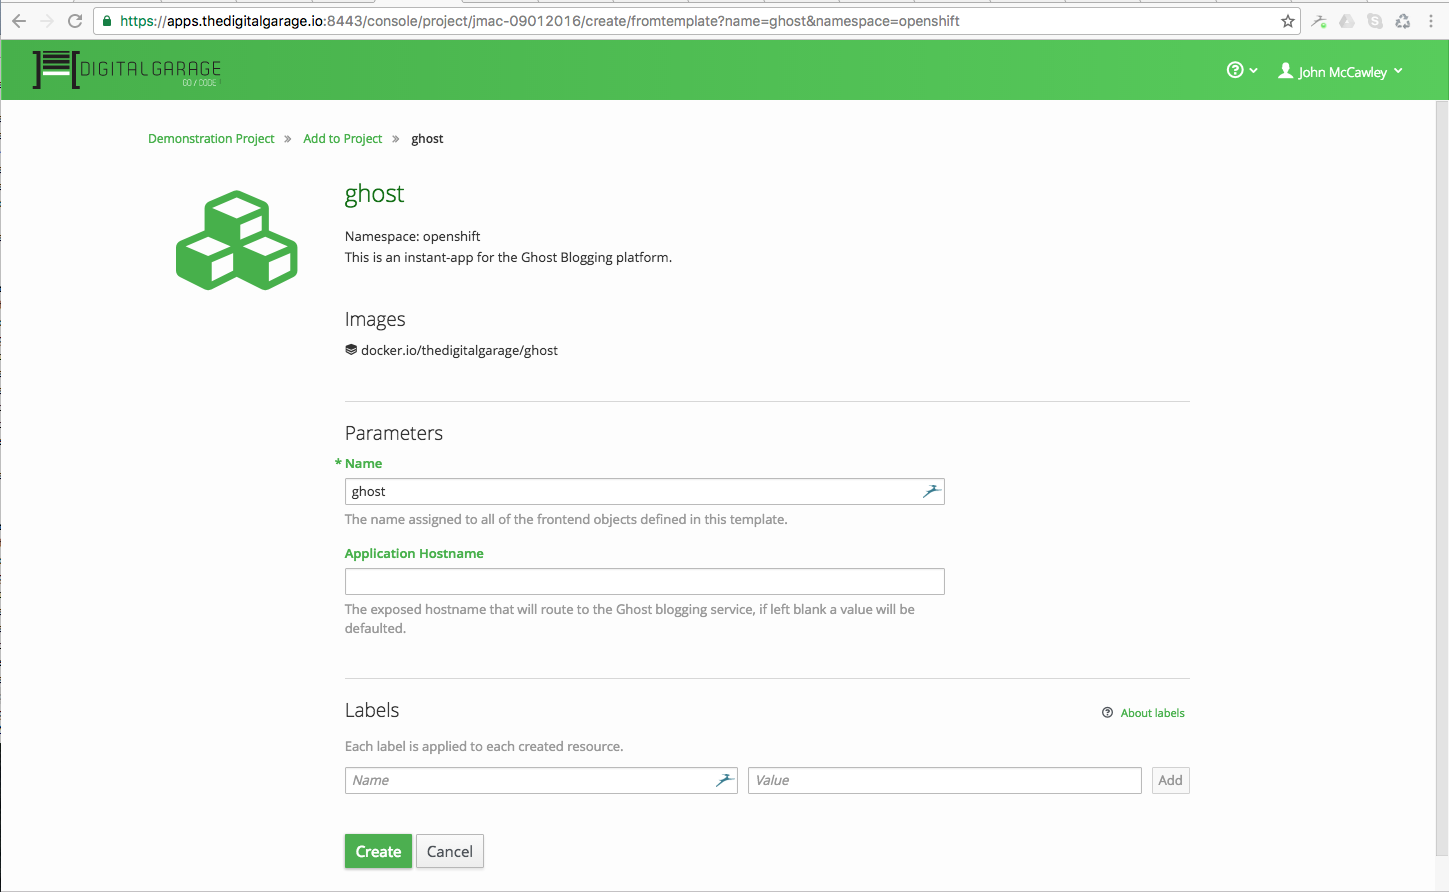 https://apps.thedigitalgarage.io:8443/console/project/jmac-09012016/create/fromtemplate?name=ghost&namespace=openshift
DIGITALGARAGE
GO / CODE
John McCawley
Demonstration Project » Add to Project » ghost
ghost
Namespace: openshift
This is an instant-app for the Ghost Blogging platform.
Images
docker.io/thedigitalgarage/ghost
Parameters
* Name
ghost
The name assigned to all of the frontend objects defined in this template.
Application Hostname
The exposed hostname that will route to the Ghost blogging service, if left blank a value will be
defaulted.
Labels
About labels
Each label is applied to each created resource.
Name Value Add
Create Cancel